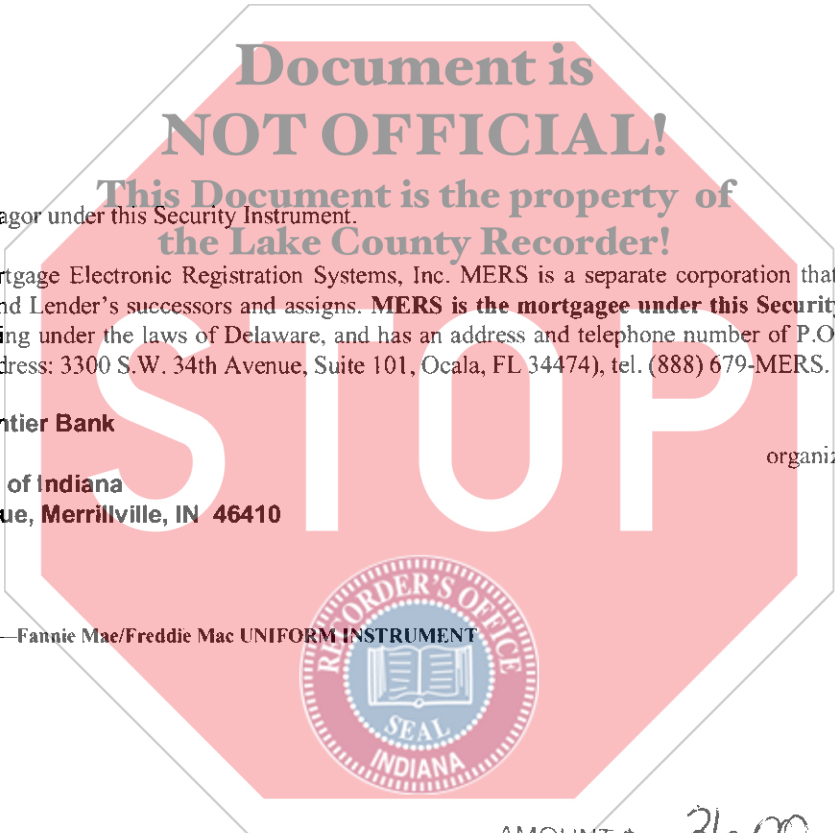 Document is
NOT OFFICIAL!
This Document is the property of
the Lake County Recorder!
agor under this Security Instrument.
rtgage Electronic Registration Systems, Inc. MERS is a separate corporation that
nd Lender's successors and assigns. MERS is the mortgagee under this Security
ing under the laws of Delaware, and has an address and telephone number of P.O
dress: 3300 S.W. 34th Avenue, Suite 101, Ocala, FL 34474), tel. (888) 679-MERS.
ntier Bank
organiz
of Indiana
ue, Merrillville, IN 46410
STOP
—Fannie Mae/Freddie Mac UNIFORM INSTRUMENT
RECORDER'S OFFICE
SEAL
INDIANA
AMOUNT $